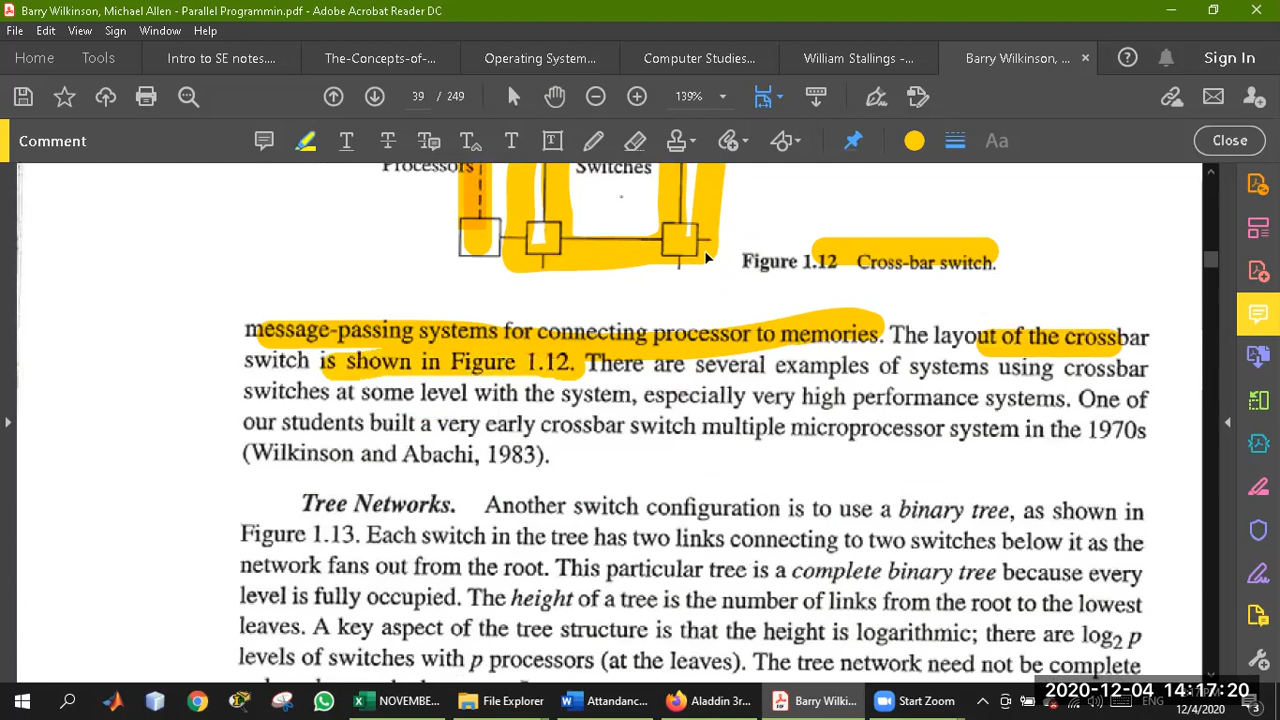 Barry Wilkinson, Michael Allen - Parallel Programmin.pdf - Adobe Acrobat Reader DC
File Edit View Sign Window Help
Home Tools Intro to SE notes.... The-Concepts-of-... Operating System... Computer Studies... William Stallings -... Barry Wilkinson, ... × Sign In
39 / 249 139%
Comment Aa Close
Processors Switches
Figure 1.12 Cross-bar switch.
message-passing systems for connecting processor to memories. The layout of the crossbar
switch is shown in Figure 1.12. There are several examples of systems using crossbar
switches at some level with the system, especially very high performance systems. One of
our students built a very early crossbar switch multiple microprocessor system in the 1970s
(Wilkinson and Abachi, 1983).
Tree Networks. Another switch configuration is to use a binary tree, as shown in
Figure 1.13. Each switch in the tree has two links connecting to two switches below it as the
network fans out from the root. This particular tree is a complete binary tree because every
level is fully occupied. The height of a tree is the number of links from the root to the lowest
leaves. A key aspect of the tree structure is that the height is logarithmic; there are log2 p
levels of switches with p processors (at the leaves). The tree network need not be complete
NOVEMBE... File Explorer Attandanc... Aladdin 3r... Barry Wilki... Start Zoom ENG
2020-12-04 14:17:20
12/4/2020